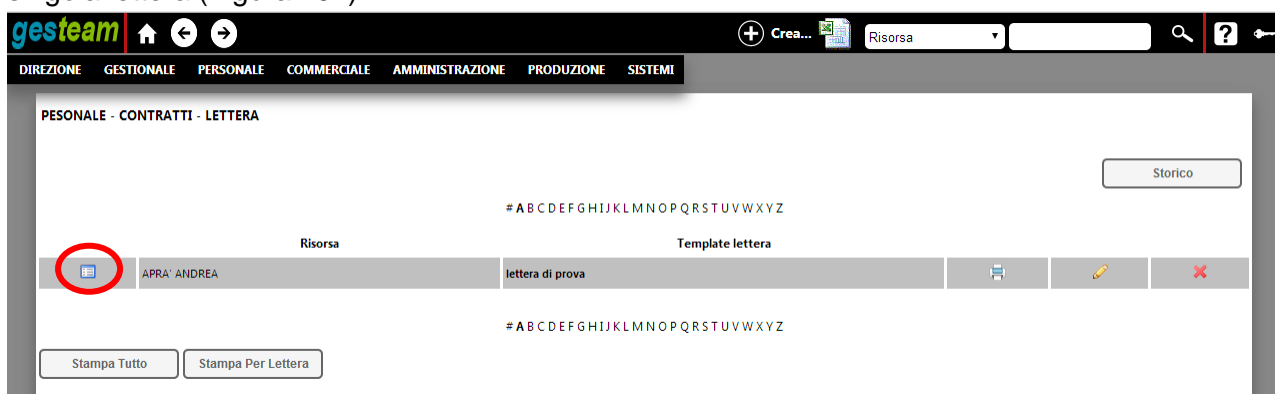 gesteam Crea... Risorsa ?
DIREZIONE GESTIONALE PERSONALE COMMERCIALE AMMINISTRAZIONE PRODUZIONE SISTEMI
PESONALE - CONTRATTI - LETTERA
Storico
# A B C D E F G H I J K L M N O P Q R S T U V W X Y Z
Risorsa Template lettera
APRA' ANDREA lettera di prova
# A B C D E F G H I J K L M N O P Q R S T U V W X Y Z
Stampa Tutto Stampa Per Lettera